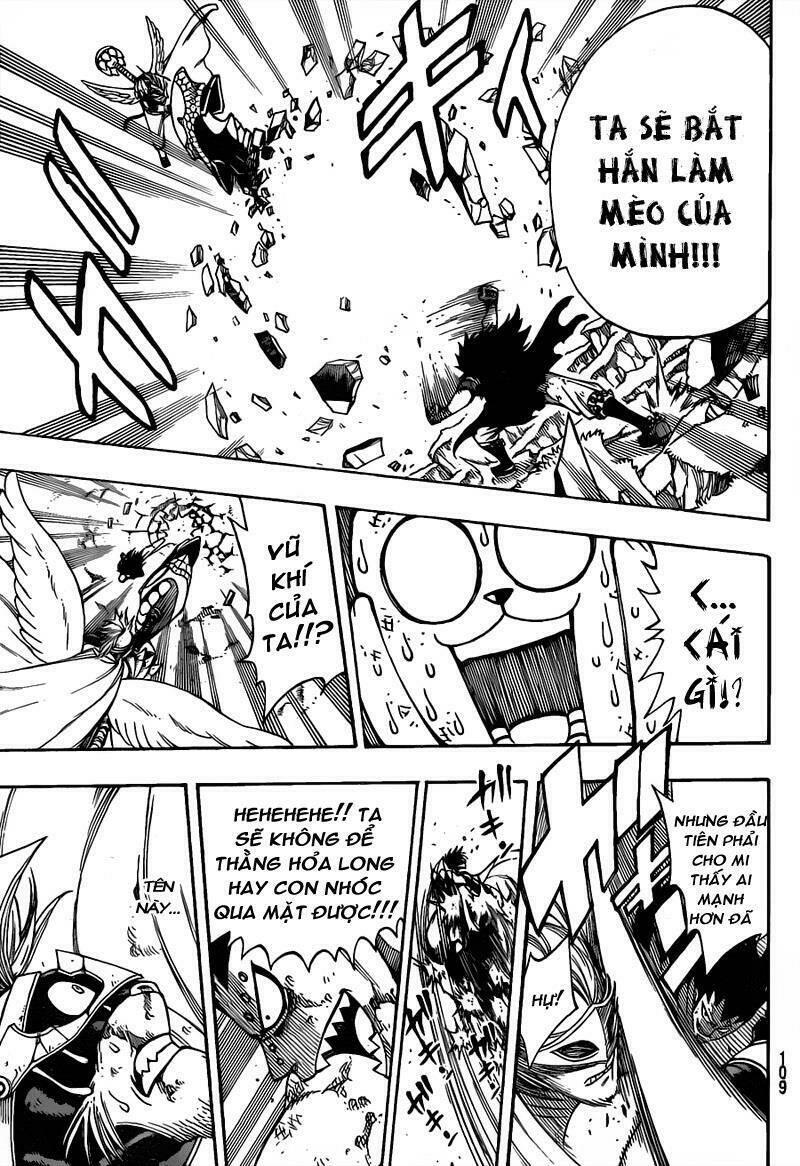 TA SẼ BẮT
HẮN LÀM
MÈO CỦA
MÌNH!!!
C...
CÁI
GÌ!?
VŨ
KHÍ
CỦA
TA!!?
NHƯNG ĐẦU
TIÊN PHẢI
CHO MI
THẤY AI
MẠNH
HƠN ĐÃ
HỰ!
HEHEHEHE!! TA
SẼ KHÔNG ĐỂ
THẰNG HỎA LONG
HAY CON NHÓC
QUA MẶT ĐƯỢC!!!
TÊN
NÀY...
109